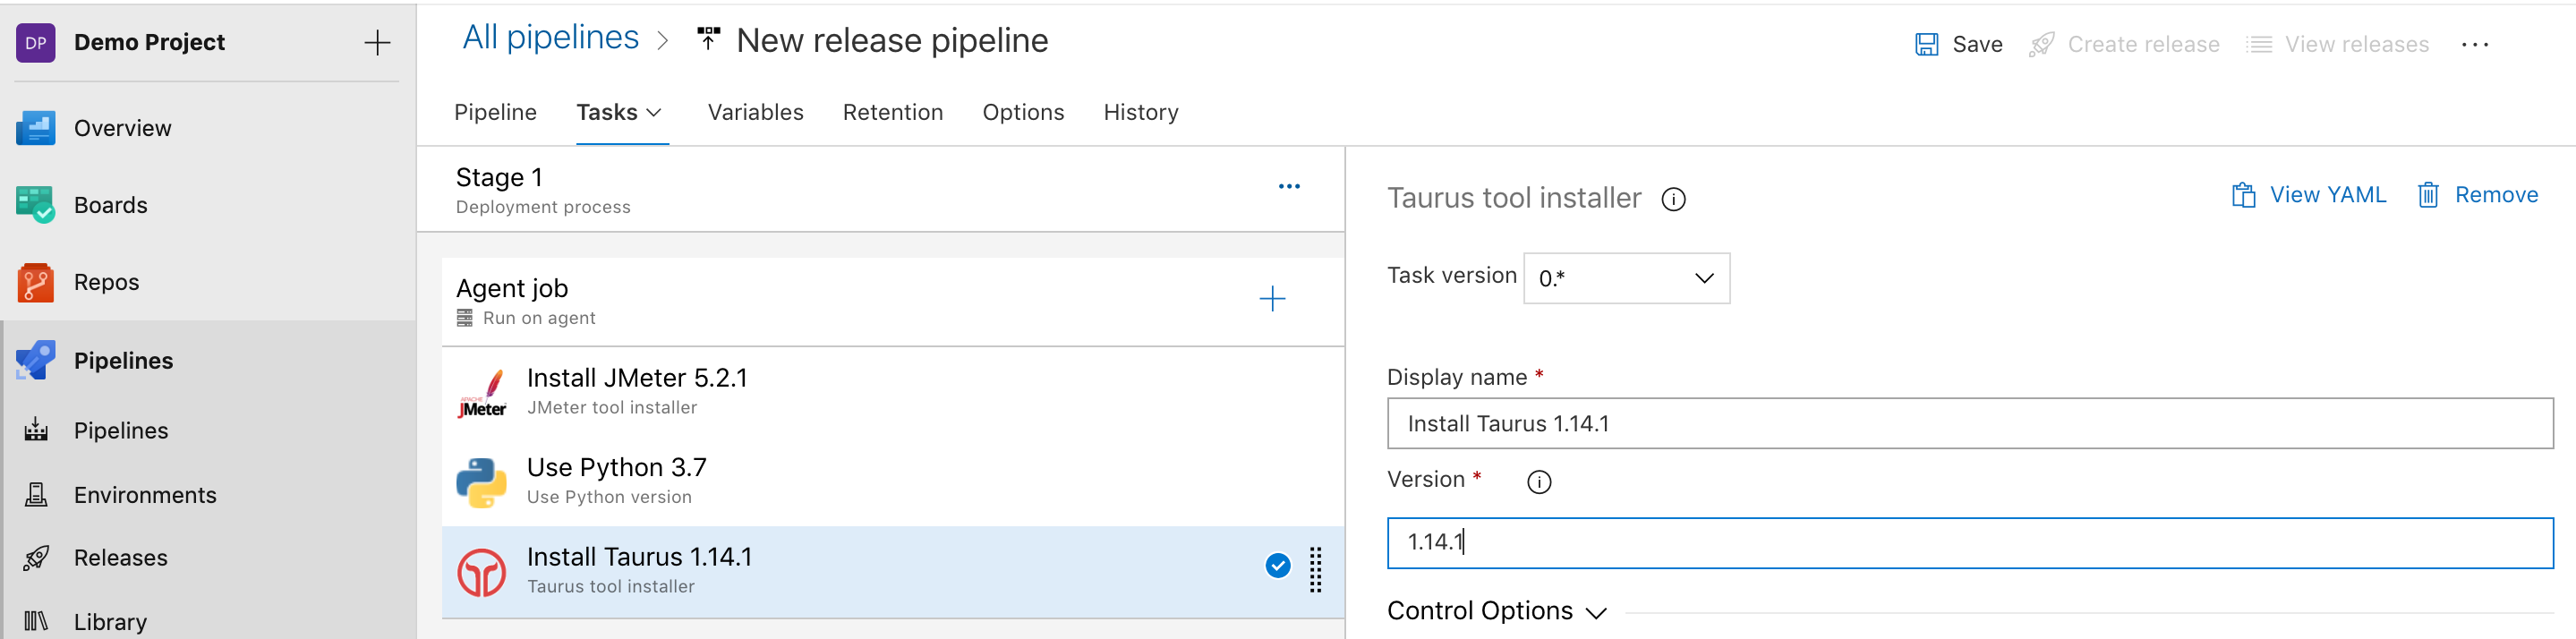 DP Demo Project
Overview
Boards
Repos
Pipelines
Pipelines
Environments
Releases
Library
All pipelines > New release pipeline
Save Create release View releases ...
Pipeline Tasks Variables Retention Options History
Stage 1
Deployment process
Agent job
Run on agent
APACHE
JMeter
Install JMeter 5.2.1
JMeter tool installer
Use Python 3.7
Use Python version
Install Taurus 1.14.1
Taurus tool installer
Taurus tool installer
View YAML Remove
Task version 0.*
Display name *
Install Taurus 1.14.1
Version *
1.14.1
Control Options